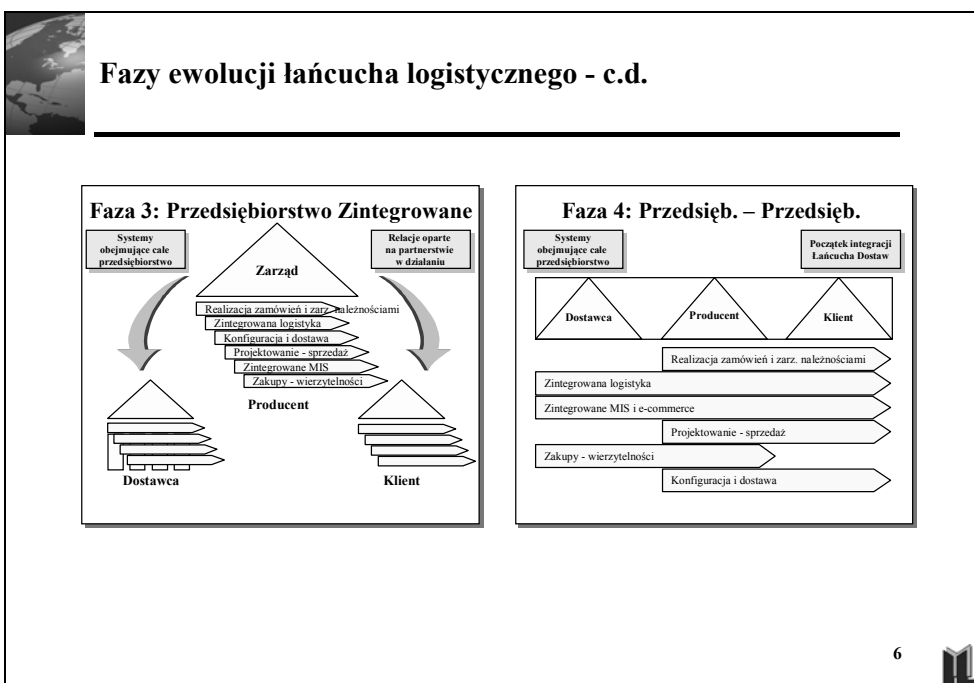 Fazy ewolucji łańcucha logistycznego - c.d.
Faza 3: Przedsiębiorstwo Zintegrowane
Systemy
obejmujące całe
przedsiębiorstwo
Relacje oparte
na partnerstwie
w działaniu
Zarząd
Realizacja zamówień i zarz. należnościami
Zintegrowana logistyka
Konfiguracja i dostawa
Projektowanie - sprzedaż
Zintegrowane MIS
Zakupy - wierzytelności
Producent
Dostawca
Klient
Faza 4: Przedsięb. – Przedsięb.
Systemy
obejmujące całe
przedsiębiorstwo
Początek integracji
Łańcucha Dostaw
Dostawca
Producent
Klient
Realizacja zamówień i zarz. należnościami
Zintegrowana logistyka
Zintegrowane MIS i e-commerce
Projektowanie - sprzedaż
Zakupy - wierzytelności
Konfiguracja i dostawa
6